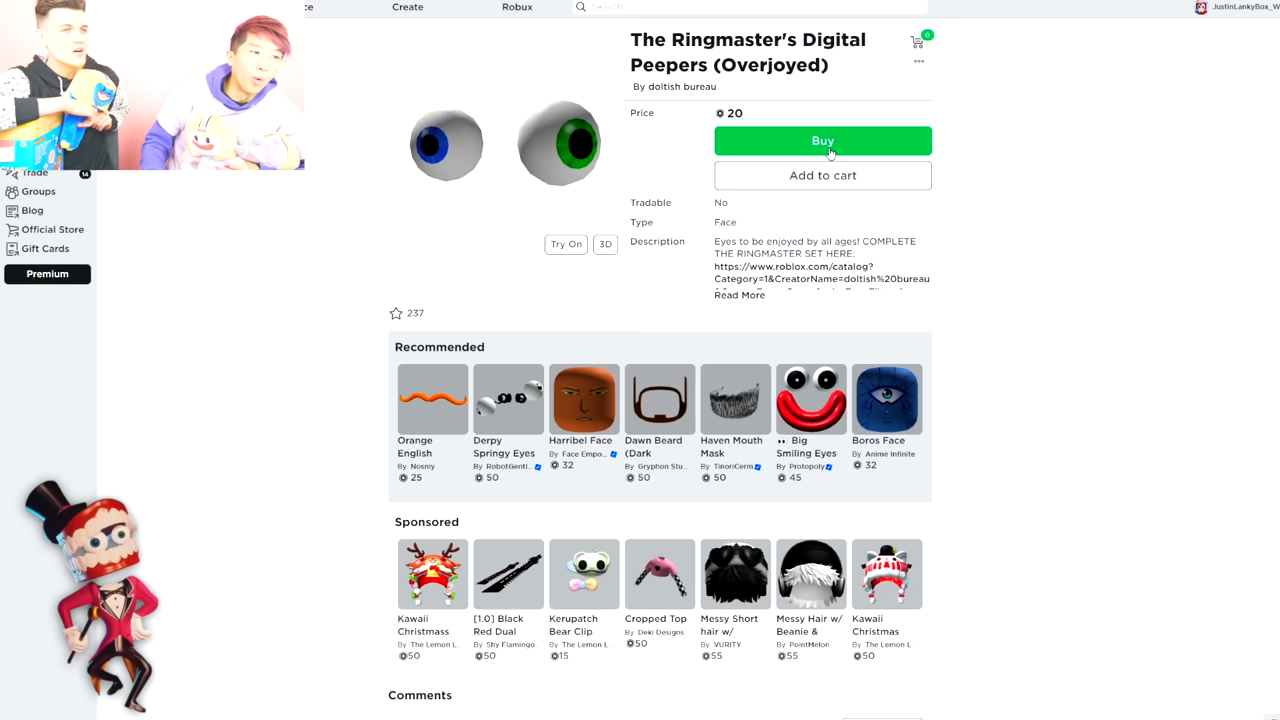 ce
Create
Robux
Search
JustinLankyBox_W
The Ringmaster's Digital
Peepers (Overjoyed)
0
By doltish bureau
Price
20
Buy
Add to cart
Tradable
No
Type
Face
Description
Eyes to be enjoyed by all ages! COMPLETE
THE RINGMASTER SET HERE:
https://www.roblox.com/catalog?
Category=1&CreatorName=doltish%20bureau
Read More
Try On
3D
Trade
14
Groups
Blog
Official Store
Gift Cards
Premium
237
Recommended
Orange
English
By Nosniy
25
Derpy
Springy Eyes
By RobotGentl...
50
Harribel Face
By Face Empo...
32
Dawn Beard
(Dark
By Gryphon Stu...
50
Haven Mouth
Mask
By TinoriCerm
50
👀 Big
Smiling Eyes
By Protopoly
45
Boros Face
By Anime Infinite
32
Sponsored
Kawaii
Christmass
By The Lemon L...
50
[1.0] Black
Red Dual
By Shy Flamingo...
50
Kerupatch
Bear Clip
By The Lemon L...
15
Cropped Top
By Deki Designs
50
Messy Short
hair w/
By VURITY
55
Messy Hair w/
Beanie &
By PointMelon
55
Kawaii
Christmas
By The Lemon L...
50
Comments